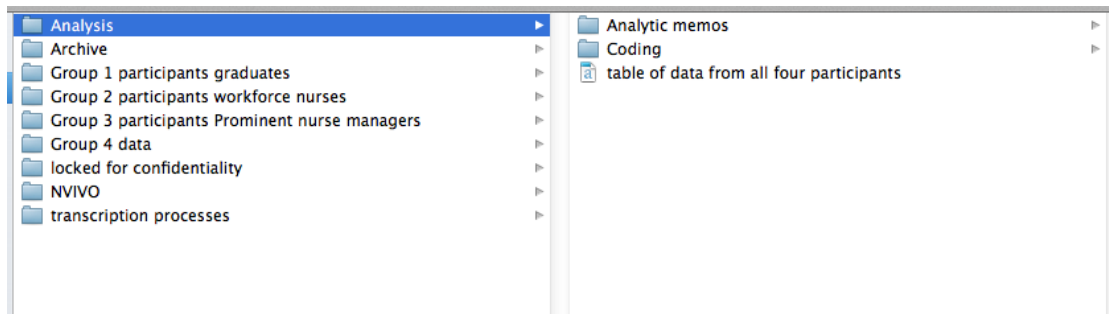 Analysis
Archive
Group 1 participants graduates
Group 2 participants workforce nurses
Group 3 participants Prominent nurse managers
Group 4 data
locked for confidentiality
NVIVO
transcription processes
Analytic memos
Coding
table of data from all four participants